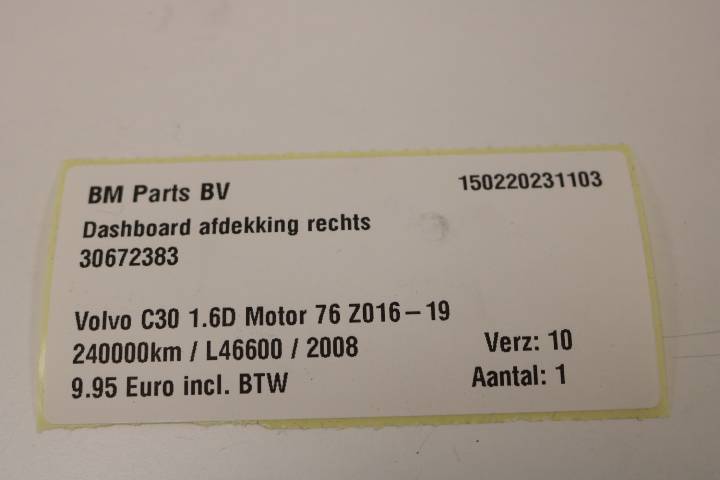 BM Parts BV 150220231103
Dashboard afdekking rechts
30672383
Volvo C30 1.6D Motor 76 Z016-19
240000km / L46600 / 2008 Verz: 10
9.95 Euro incl. BTW Aantal: 1